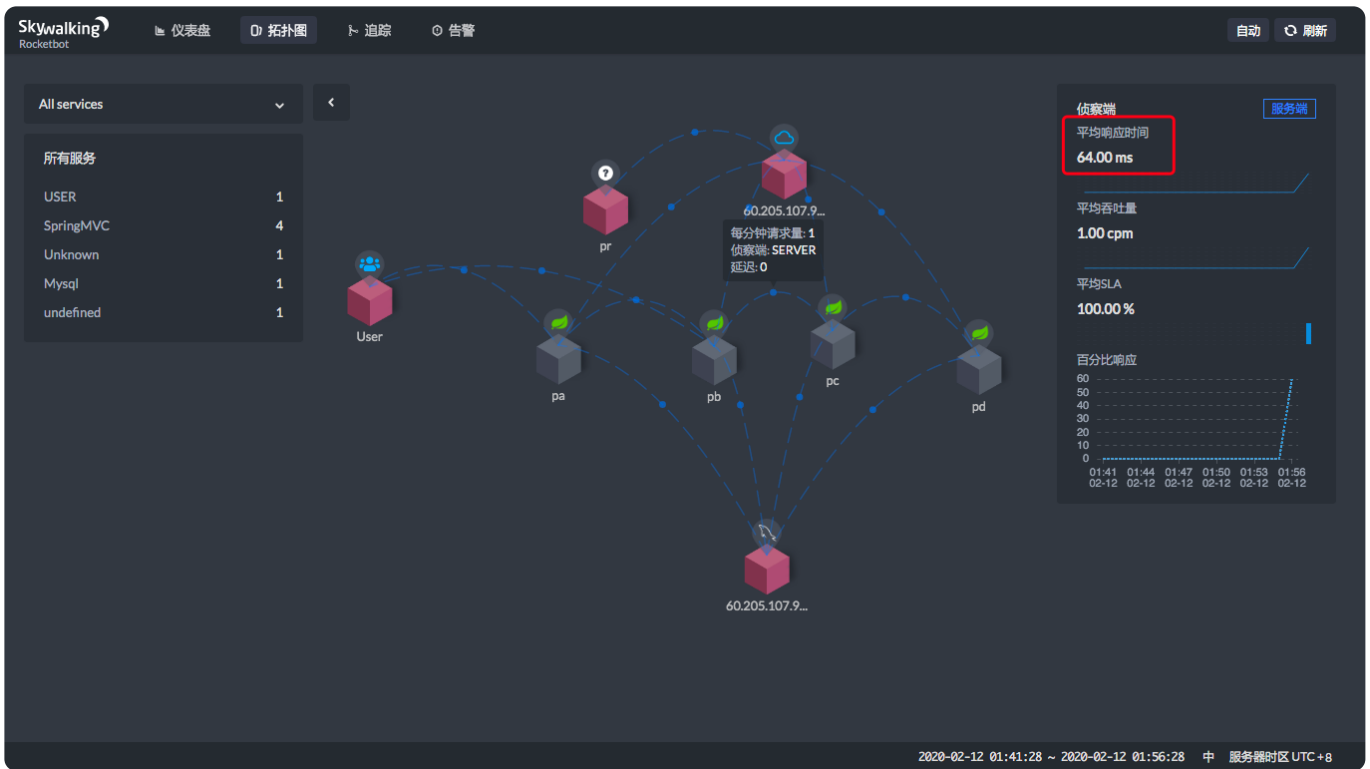 Skywalking
Rocketbot
仪表盘
拓扑图
追踪
告警
自动
刷新
All services
所有服务
USER 1
SpringMVC 4
Unknown 1
Mysql 1
undefined 1
60.205.107.9...
pr
每分钟请求量: 1
侦察端: SERVER
延迟: 0
User
pa
pb
pc
pd
60.205.107.9...
侦察端
服务端
平均响应时间
64.00 ms
平均吞吐量
1.00 cpm
平均SLA
100.00 %
百分比响应
60
50
40
30
20
10
0
01:41 01:44 01:47 01:50 01:53 01:56
02-12 02-12 02-12 02-12 02-12 02-12
2020-02-12 01:41:28 ~ 2020-02-12 01:56:28 中 服务器时区 UTC +8